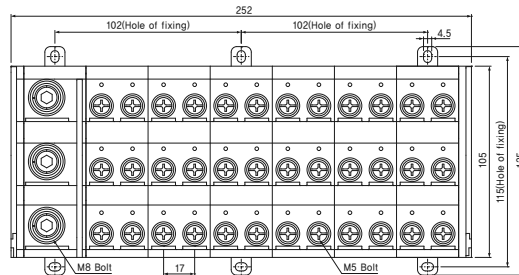 252
102(Hole of fixing)
102(Hole of fixing)
4.5
105
115(Hole of fixing)
M8 Bolt
17
M5 Bolt